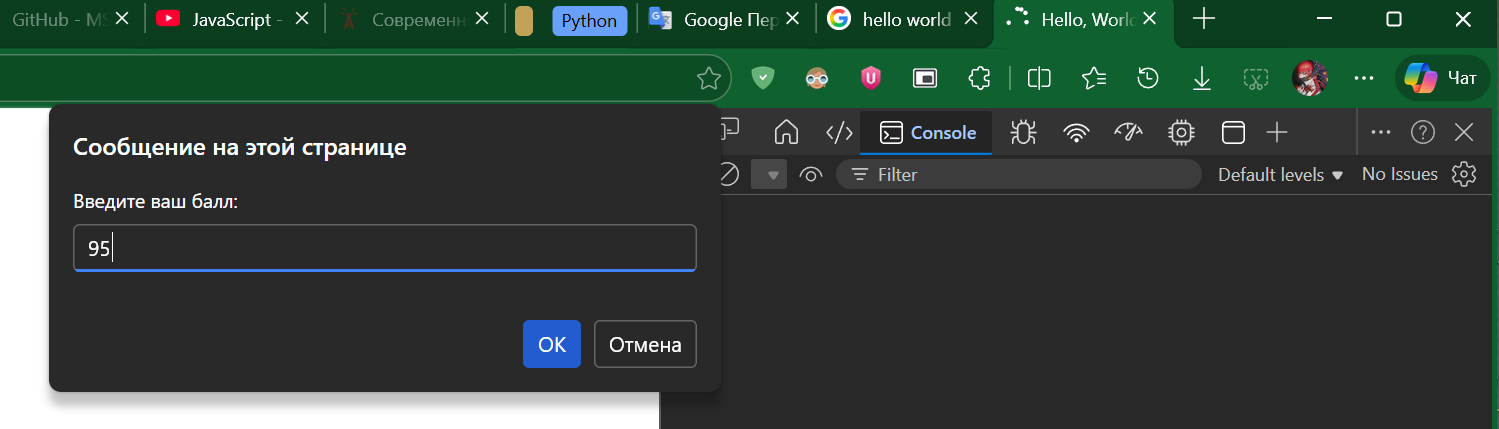 GitHub - MS
JavaScript -
Современн
Python
Google Пер
hello world
Hello, World
Чат
Сообщение на этой странице
Введите ваш балл:
95
OK
Отмена
Console
Filter
Default levels
No Issues